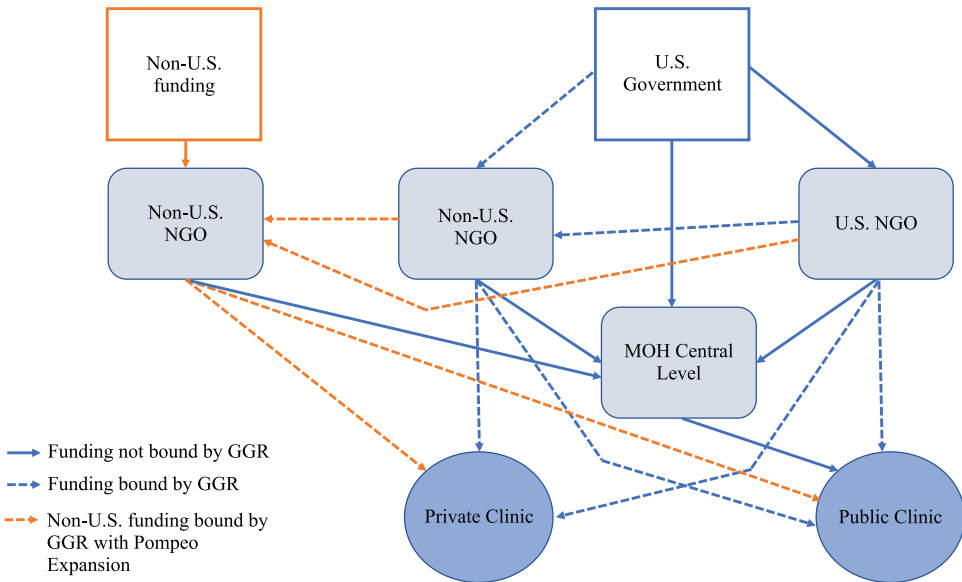 Non-U.S.
funding
U.S.
Government
Non-U.S.
NGO
Non-U.S.
NGO
U.S. NGO
MOH Central
Level
Funding not bound by GGR
Funding bound by GGR
Non-U.S. funding bound by
GGR with Pompeo
Expansion
Private Clinic
Public Clinic